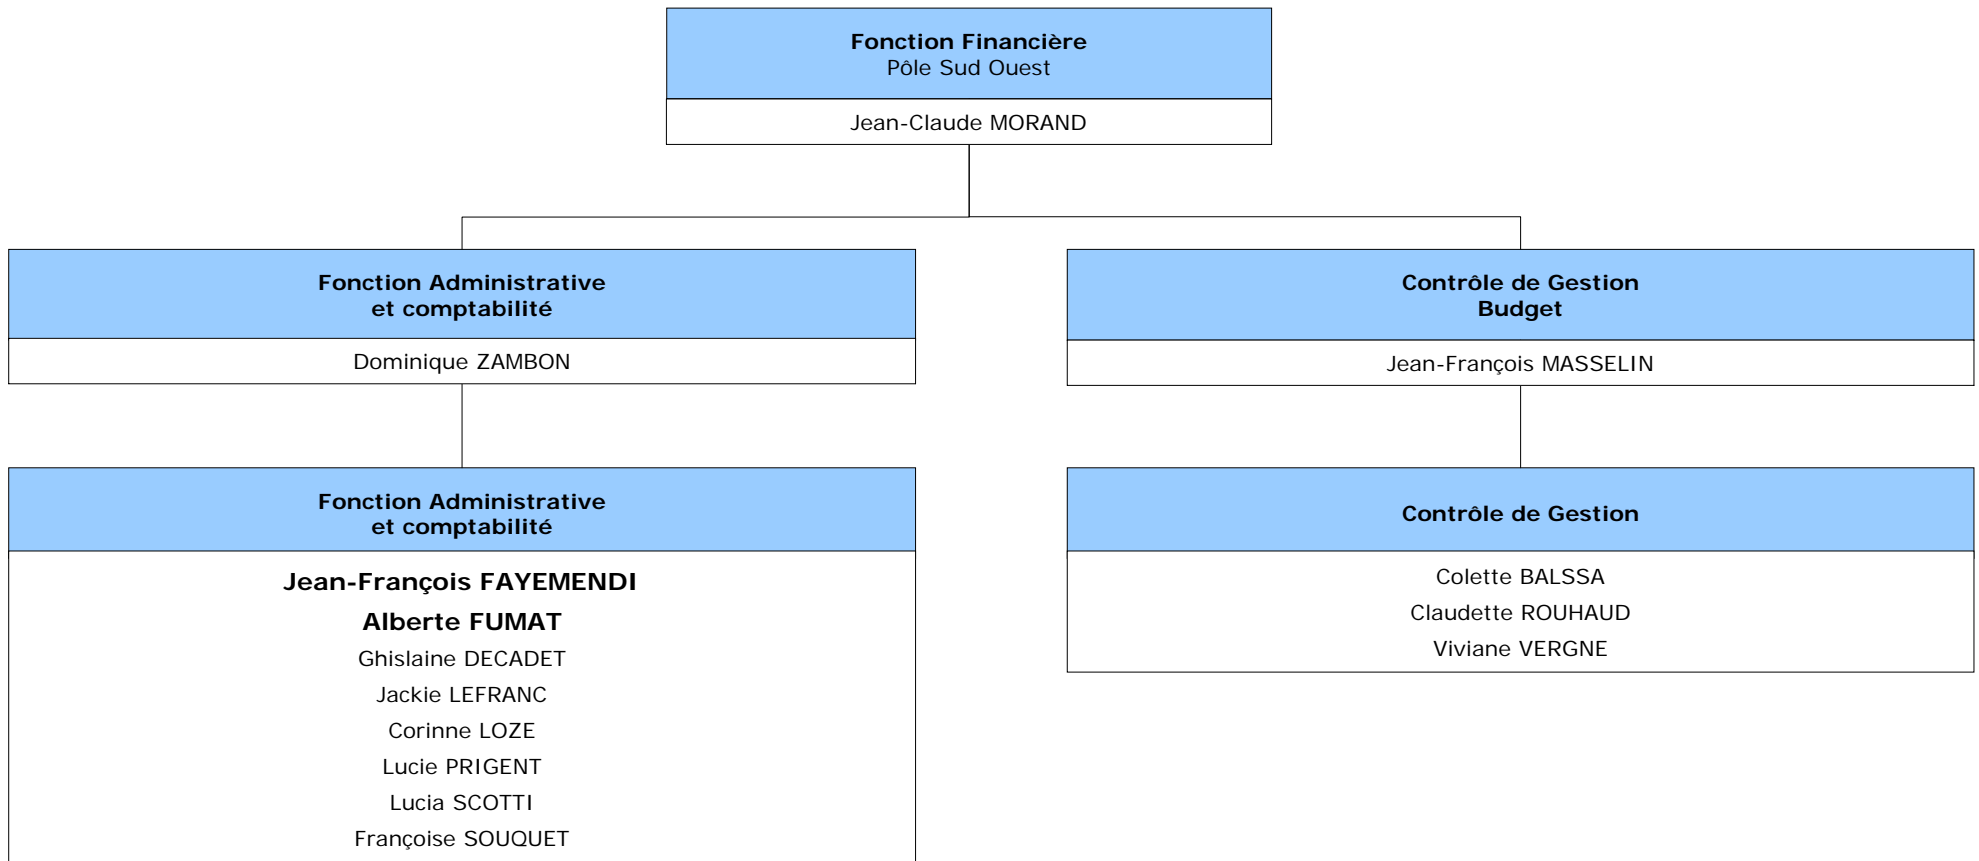 Fonction Financière
Pôle Sud Ouest
Jean-Claude MORAND
Fonction Administrative
et comptabilité
Dominique ZAMBON
Contrôle de Gestion
Budget
Jean-François MASSELIN
Fonction Administrative
et comptabilité
Jean-François FAYEMENDI
Alberte FUMAT
Ghislaine DECADET
Jackie LEFRANC
Corinne LOZE
Lucie PRIGENT
Lucia SCOTTI
Françoise SOUQUET
Contrôle de Gestion
Colette BALSSA
Claudette ROUHAUD
Viviane VERGNE